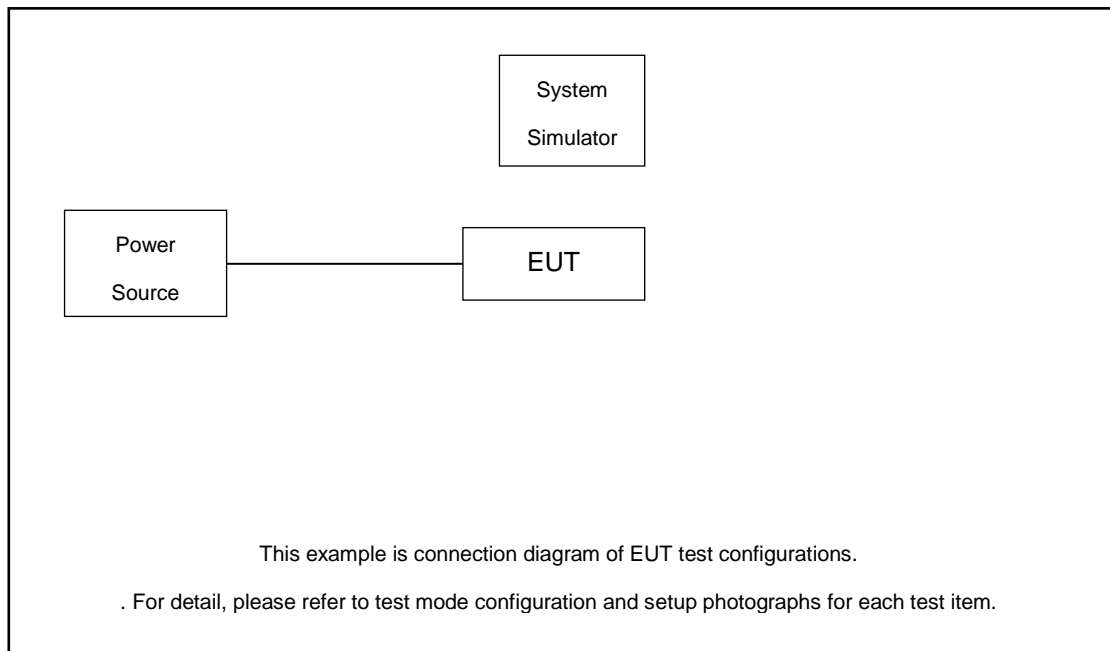 System
Simulator
Power
Source
EUT
This example is connection diagram of EUT test configurations.
. For detail, please refer to test mode configuration and setup photographs for each test item.